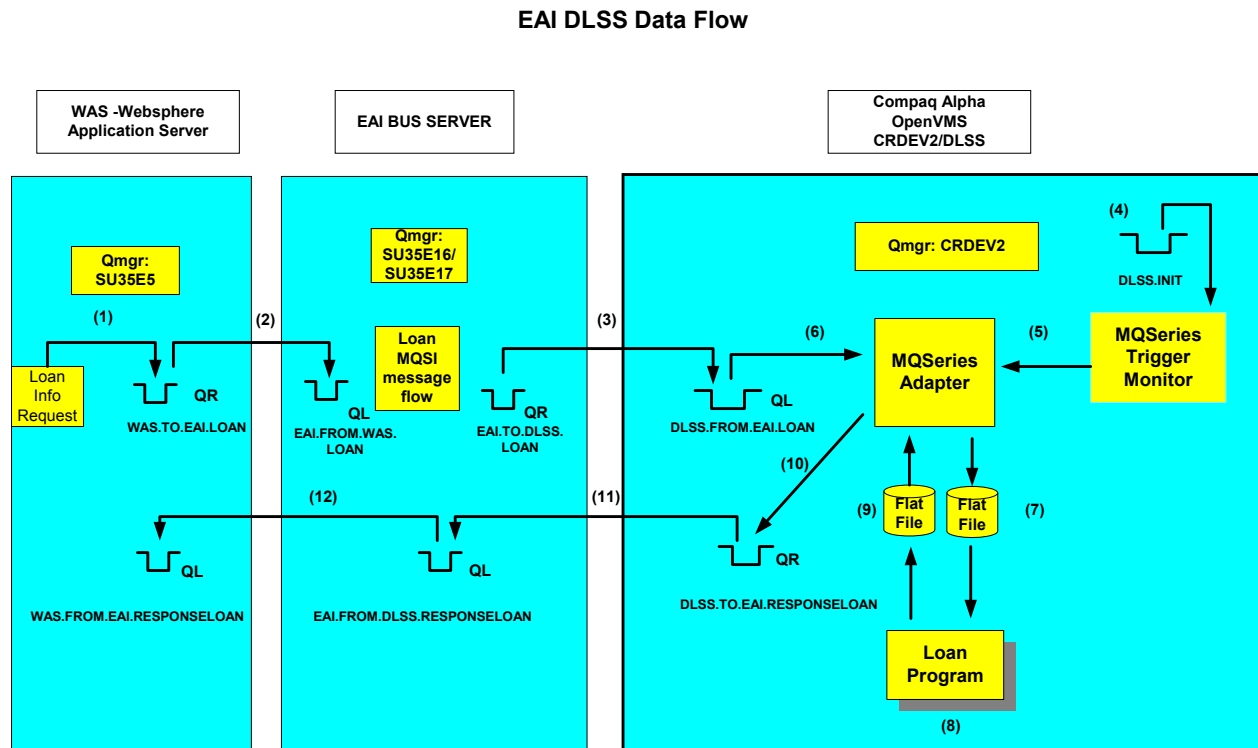 EAI DLSS Data Flow
WAS -Websphere
Application Server
EAI BUS SERVER
Compaq Alpha
OpenVMS
CRDEV2/DLSS
Qmgr:
SU35E5
(1)
Loan
Info
Request
QR
WAS.TO.EAI.LOAN
(2)
Qmgr:
SU35E16/
SU35E17
Loan
MQSI
message
flow
QL
EAI.FROM.WAS.
LOAN
QR
EAI.TO.DLSS.
LOAN
(3)
Qmgr: CRDEV2
(4)
DLSS.INIT
QL
DLSS.FROM.EAI.LOAN
(6)
MQSeries
Adapter
(5)
MQSeries
Trigger
Monitor
(10)
(9)
Flat
File
Flat
File
(7)
(12)
QL
WAS.FROM.EAI.RESPONSELOAN
QL
EAI.FROM.DLSS.RESPONSELOAN
(11)
QR
DLSS.TO.EAI.RESPONSELOAN
Loan
Program
(8)